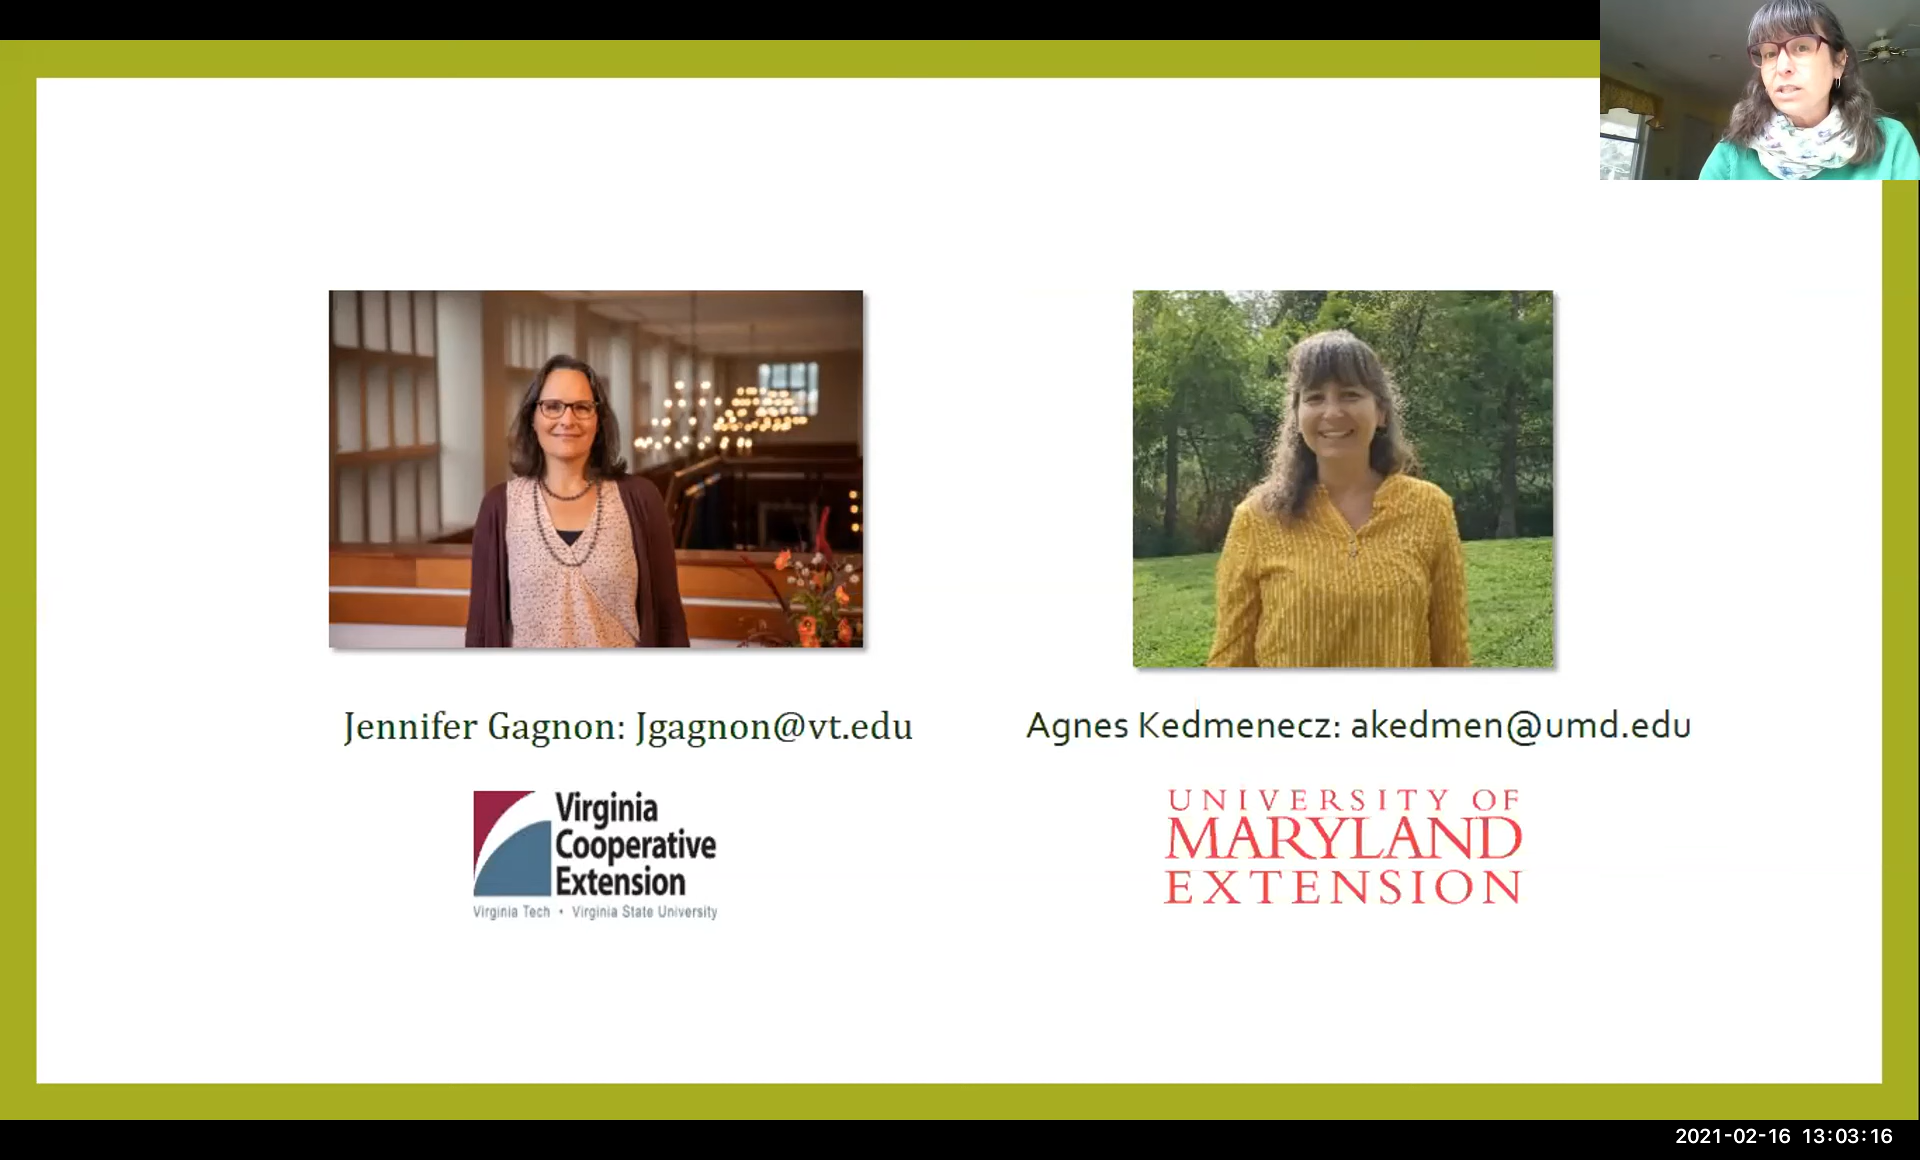 Jennifer Gagnon: Jgagnon@vt.edu
Agnes Kedmenecz: akedmen@umd.edu
Virginia
Cooperative
Extension
Virginia Tech • Virginia State University
UNIVERSITY OF
MARYLAND
EXTENSION
2021-02-16 13:03:16